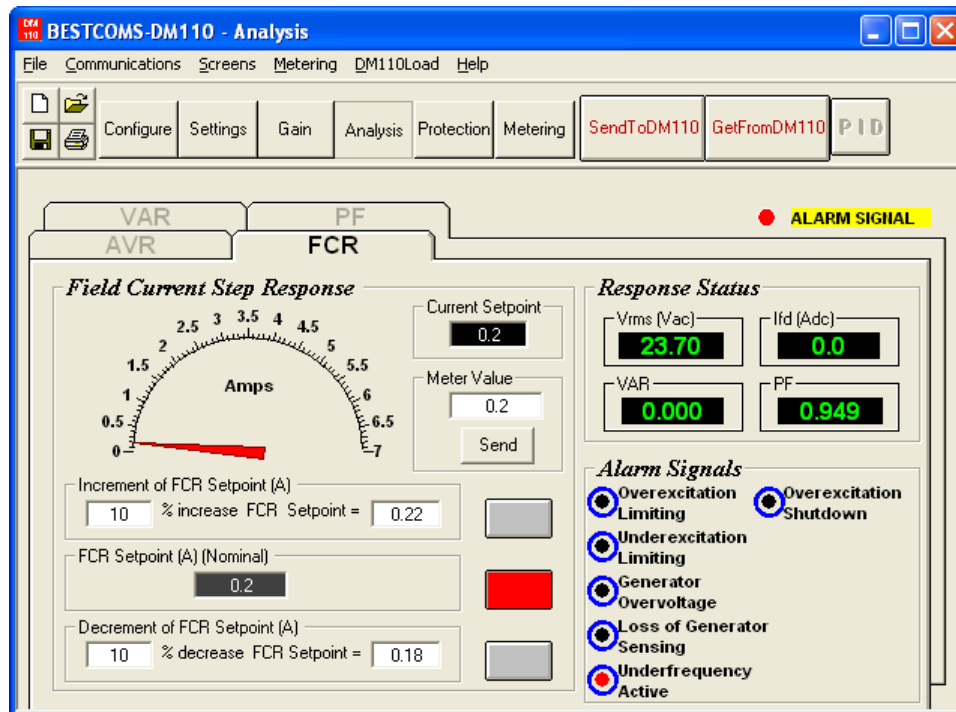 DM
110
BESTCOMS-DM110 - Analysis
File Communications Screens Metering DM110Load Help
Configure Settings Gain Analysis Protection Metering SendToDM110 GetFromDM110 PID
VAR PF
ALARM SIGNAL
AVR FCR
Field Current Step Response
0 0.5 1 1.5 2 2.5 3 3.5 4 4.5 5 6 6.5 7
Amps
Current Setpoint
0.2
Meter Value
0.2
Send
Increment of FCR Setpoint (A)
10 % increase FCR Setpoint = 0.22
FCR Setpoint (A) (Nominal)
0.2
Decrement of FCR Setpoint (A)
10 % decrease FCR Setpoint = 0.18
Response Status
Vrms (Vac) Ifd (Adc)
23.70 0.0
VAR PF
0.000 0.949
Alarm Signals
Overexcitation
Limiting
Overexcitation
Shutdown
Underexcitation
Limiting
Generator
Overvoltage
Loss of Generator
Sensing
Underfrequency
Active